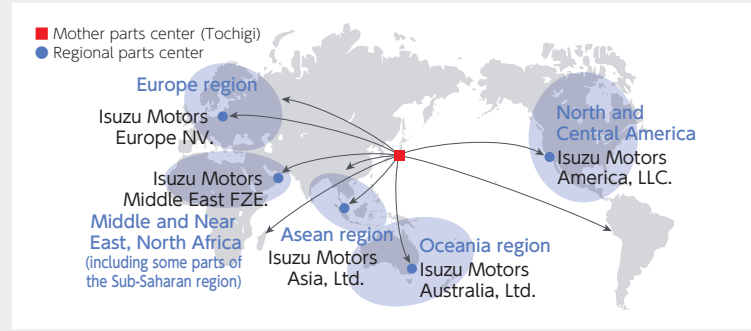 Mother parts center (Tochigi)
Regional parts center
Europe region
Isuzu Motors
Europe NV.
North and
Central America
Isuzu Motors
America, LLC.
Isuzu Motors
Middle East FZE.
Middle and Near
East, North Africa
(including some parts of
the Sub-Saharan region)
Asean region
Isuzu Motors
Asia, Ltd.
Oceania region
Isuzu Motors
Australia, Ltd.